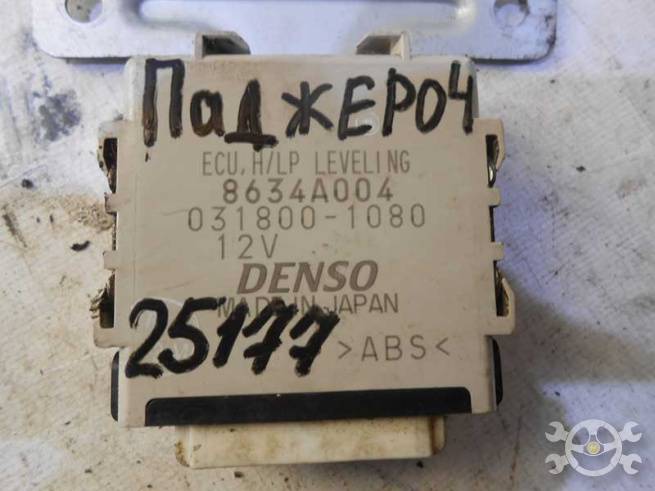 ПаДЖЕРО4
ECU,H/LP LEVELING
8634A004
031800-1080
12V
DENSO
MADE IN JAPAN
25177
>ABS<